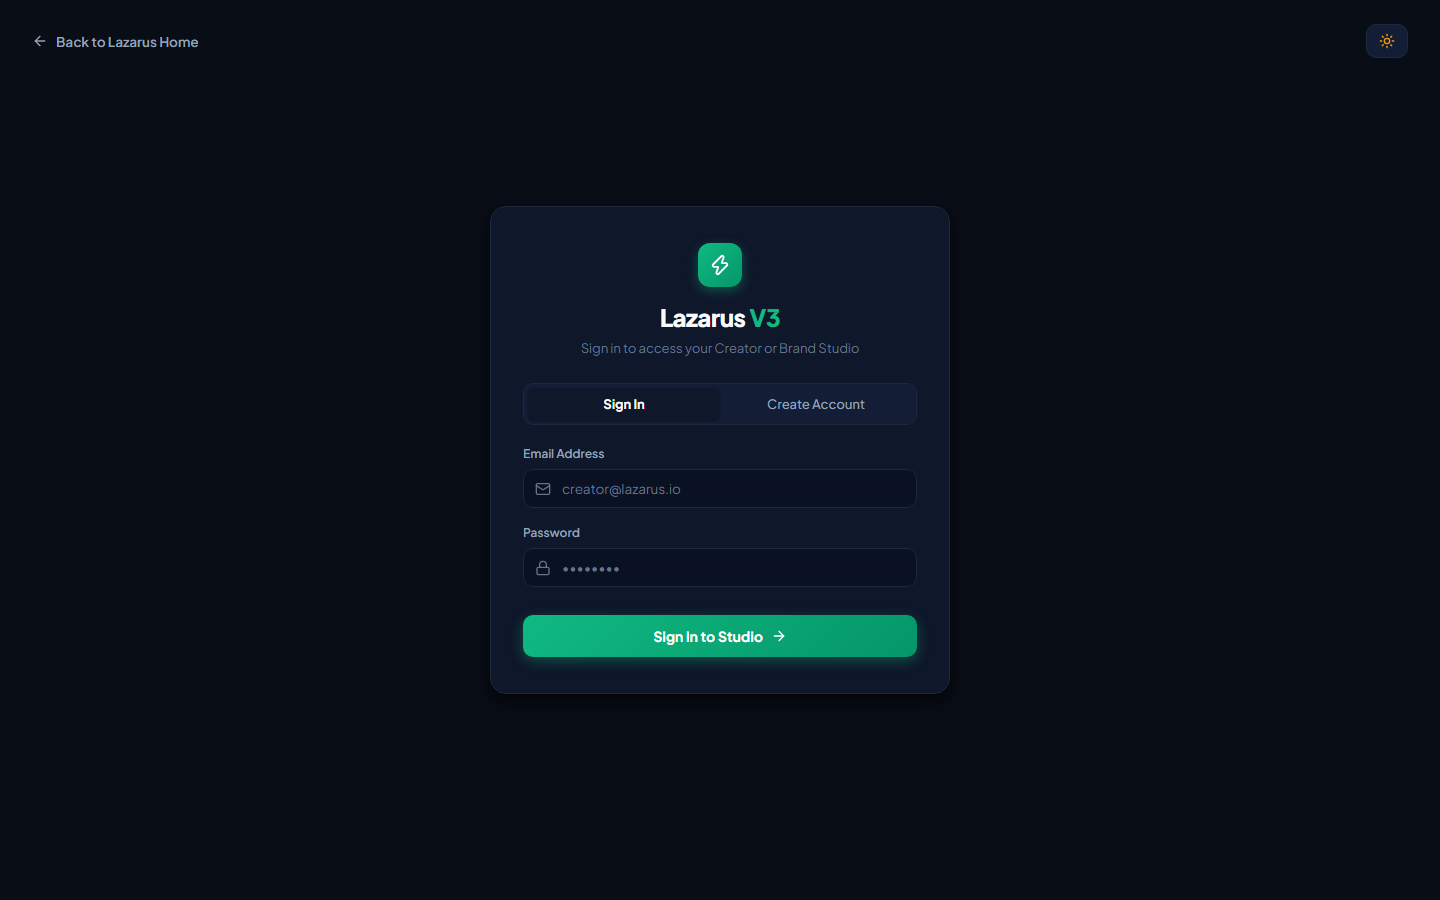 Back to Lazarus Home
Lazarus V3
Sign in to access your Creator or Brand Studio
Sign In
Create Account
Email Address
creator@lazarus.io
Password
••••••••
Sign In to Studio